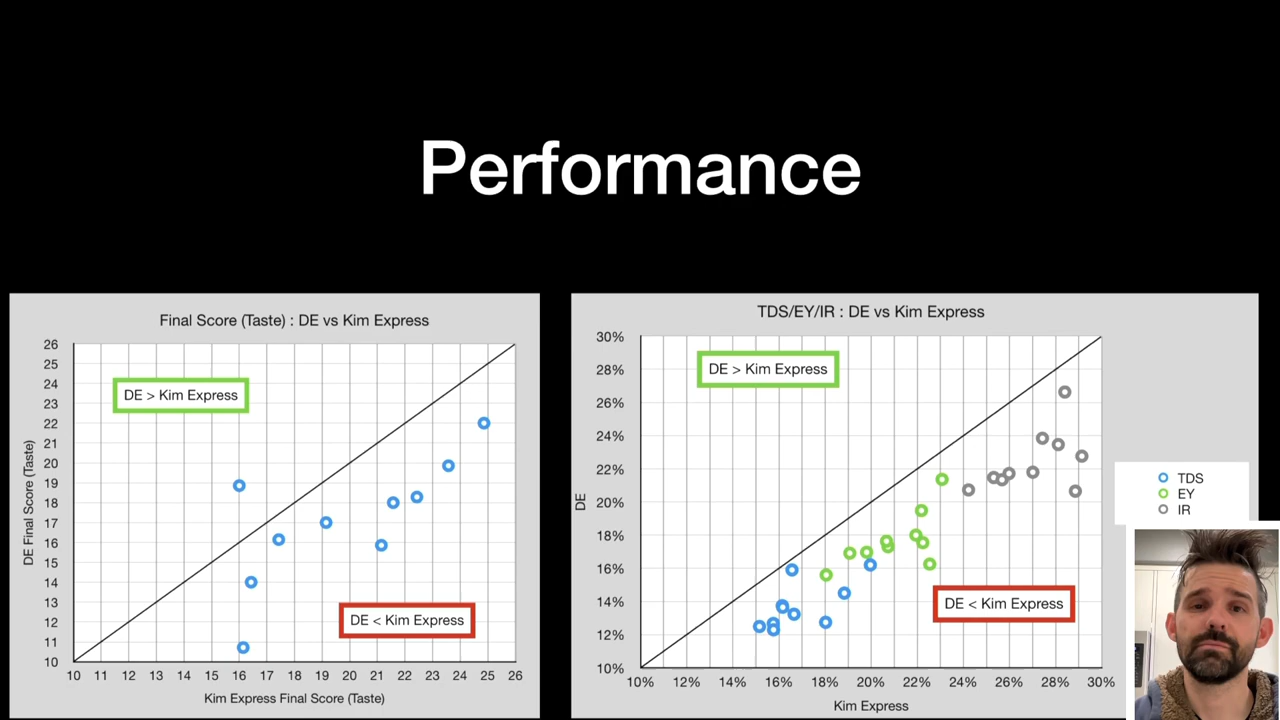 Performance
Final Score (Taste) : DE vs Kim Express
26
25
24
23
22
21
20
19
18
17
16
15
14
13
12
11
10
DE Final Score (Taste)
DE > Kim Express
DE < Kim Express
10 11 12 13 14 15 16 17 18 19 20 21 22 23 24 25 26
Kim Express Final Score (Taste)
TDS/EY/IR : DE vs Kim Express
30%
28%
26%
24%
22%
20%
18%
16%
14%
12%
10%
DE
DE > Kim Express
DE < Kim Express
10% 12% 14% 16% 18% 20% 22% 24% 26% 28% 30%
Kim Express
TDS
EY
IR